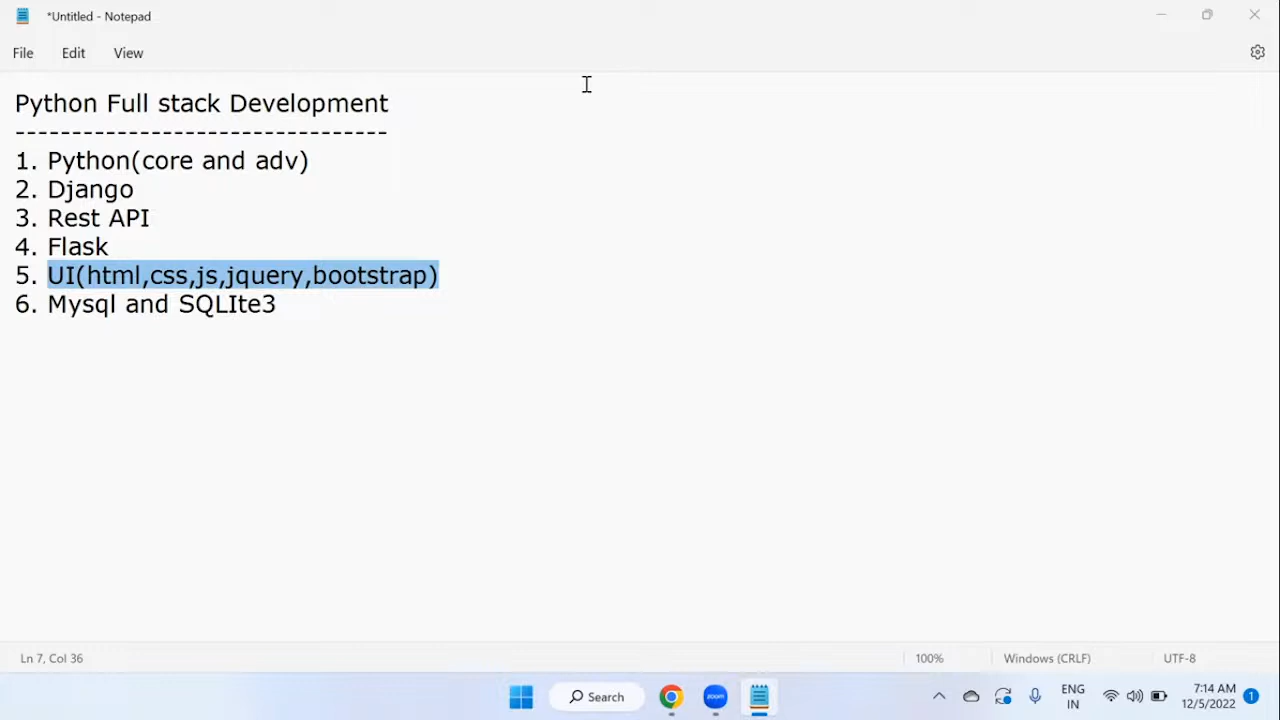 *Untitled - Notepad
File Edit View
Python Full stack Development
---------------------------------
1. Python(core and adv)
2. Django
3. Rest API
4. Flask
5. UI(html,css,js,jquery,bootstrap)
6. Mysql and SQLIte3
Ln 7, Col 36 100% Windows (CRLF) UTF-8
Search zoom ENG 7:14 AM
IN 12/5/2022 1